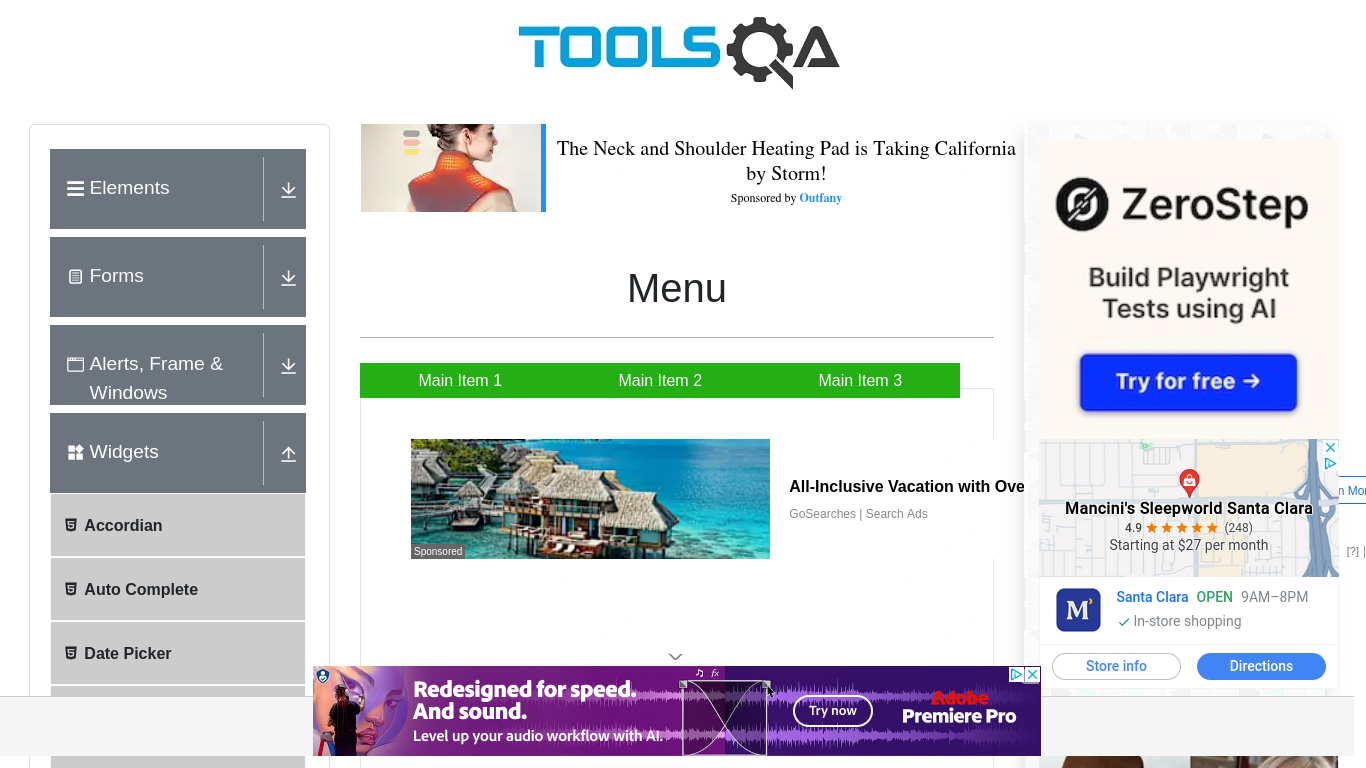 TOOLSQA
Elements
Forms
Alerts, Frame &
Windows
Widgets
Accordian
Auto Complete
Date Picker
The Neck and Shoulder Heating Pad is Taking California
by Storm!
Sponsored by Outfany
Menu
Main Item 1
Main Item 2
Main Item 3
Sponsored
All-Inclusive Vacation with Ove
GoSearches | Search Ads
ZeroStep
Build Playwright
Tests using AI
Try for free →
Mancini's Sleepworld Santa Clara
4.9 ★★★★★ (248)
Starting at $27 per month
M
Santa Clara OPEN 9AM–8PM
✓ In-store shopping
Store info
Directions
n Mor
[?] |
Redesigned for speed.
And sound.
Level up your audio workflow with AI.
fx
Try now
Adobe
Premiere Pro